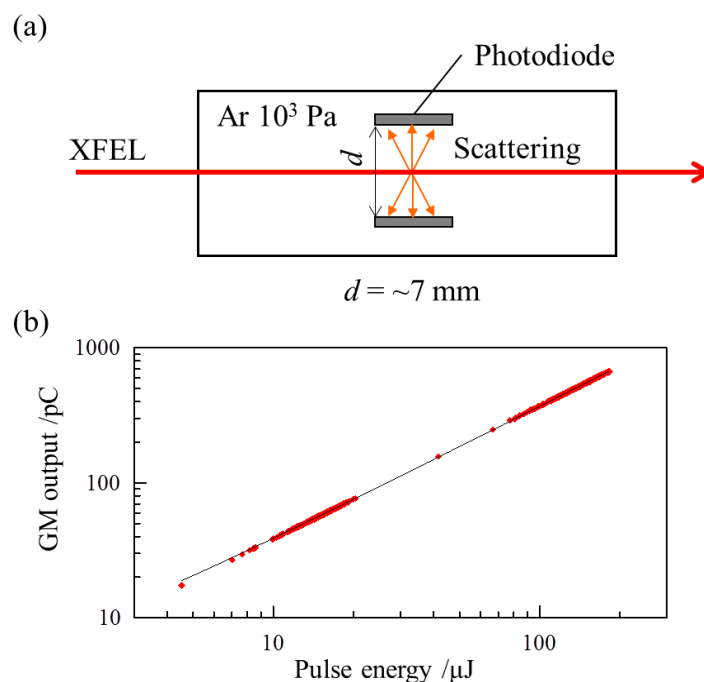 (a)
Photodiode
Ar 10³ Pa
XFEL
d
Scattering
d = ~7 mm
(b)
1000
100
10
GM output /pC
10
100
Pulse energy /μJ